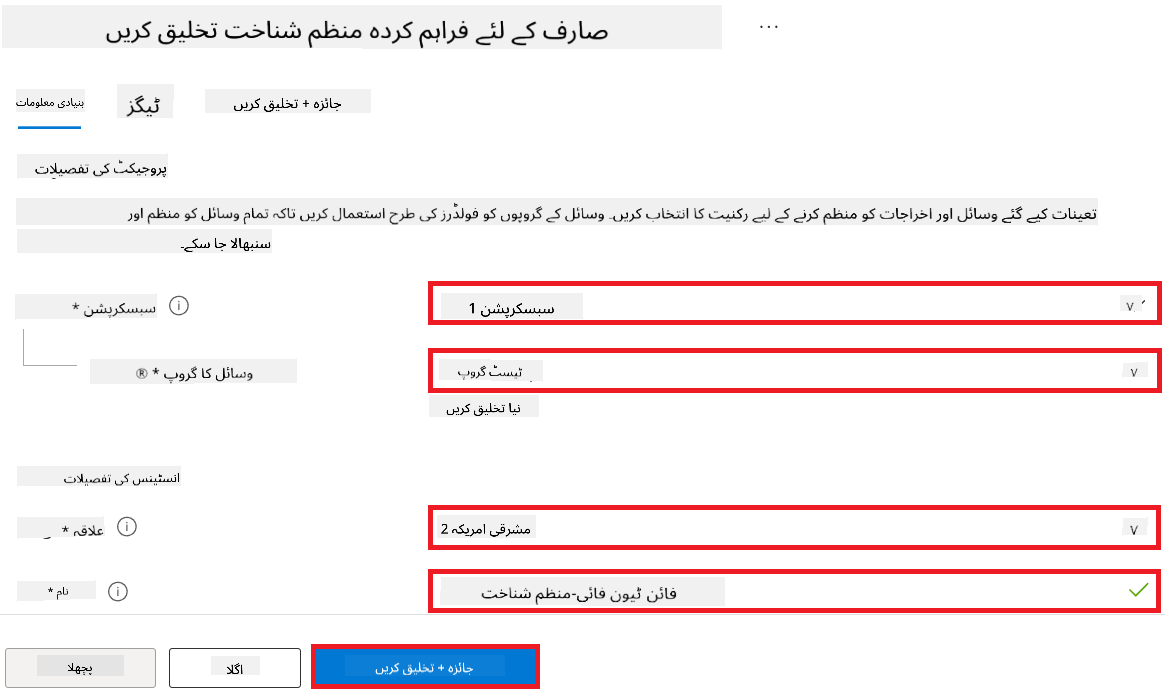 صارف کے لئے فراہم کردہ منظم شناخت تخلیق کریں
...
بنیادی معلومات
ٹیگز
جائزہ + تخلیق کریں
پروجیکٹ کی تفصیلات
تعینات کیے گئے وسائل اور اخراجات کو منظم کرنے کے لیے رکنیت کا انتخاب کریں۔ وسائل کے گروپوں کو فولڈرز کی طرح استعمال کریں تاکہ تمام وسائل کو منظم اور
سنبھالا جا سکے۔
سبسکرپشن *
سبسکرپشن 1
وسائل کا گروپ * ®
ٹیسٹ گروپ
نیا تخلیق کریں
انسٹینس کی تفصیلات
علاقہ *
مشرقی امریکہ 2
نام *
فائن ٹیون فائی-منظم شناخت
پچھلا
اگلا
جائزہ + تخلیق کریں